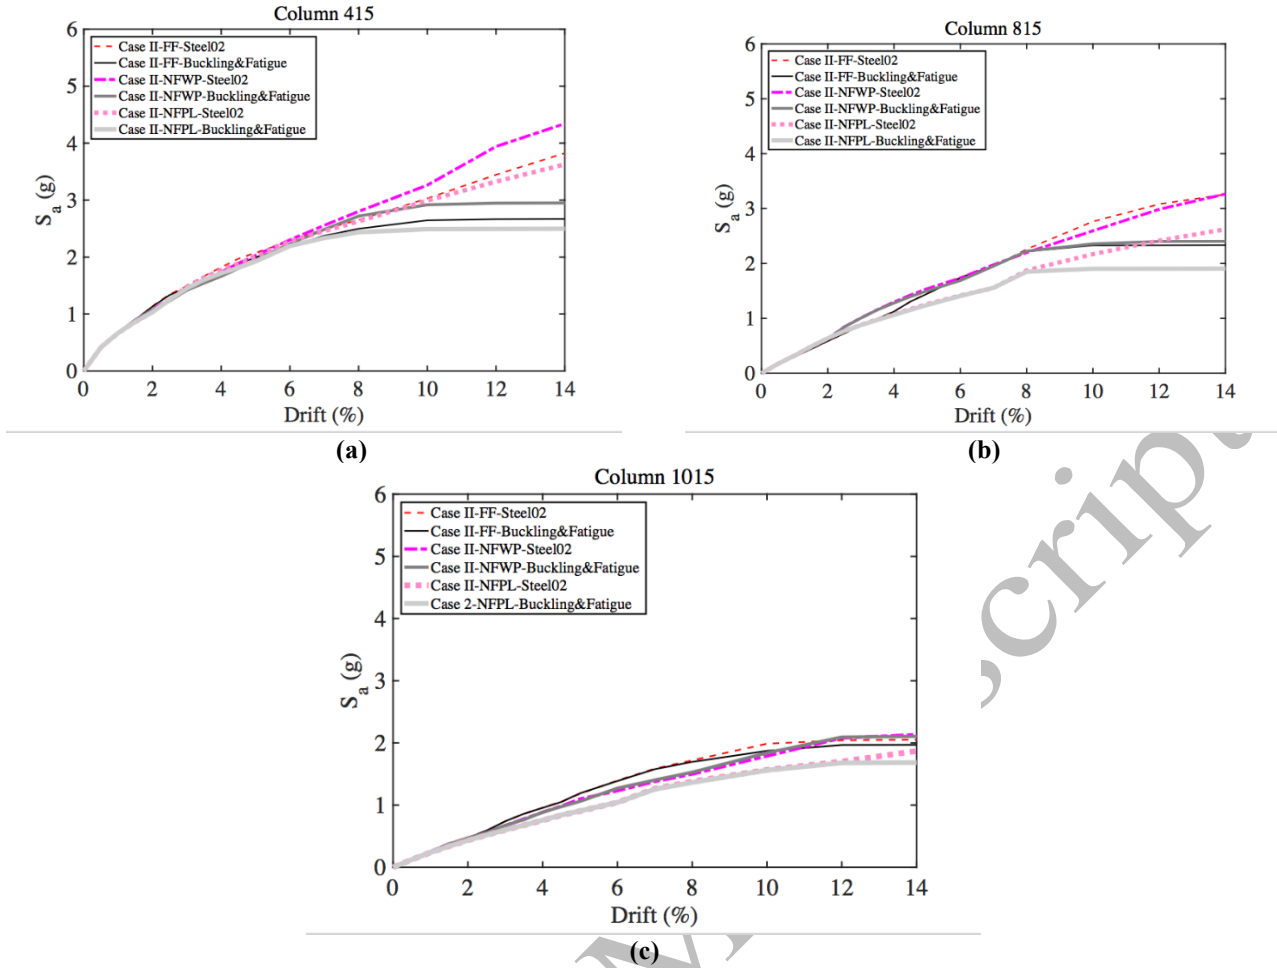 Column 415
6
5
4
3
2
1
0
S_a (g)
Case II-FF-Steel02
Case II-FF-Buckling&Fatigue
Case II-NFWP-Steel02
Case II-NFWP-Buckling&Fatigue
Case II-NFPL-Steel02
Case II-NFPL-Buckling&Fatigue
0 2 4 6 8 10 12 14
Drift (%)
(a)
Column 815
6
5
4
3
2
1
0
S_a (g)
Case II-FF-Steel02
Case II-FF-Buckling&Fatigue
Case II-NFWP-Steel02
Case II-NFWP-Buckling&Fatigue
Case II-NFPL-Steel02
Case II-NFPL-Buckling&Fatigue
0 2 4 6 8 10 12 14
Drift (%)
(b)
Column 1015
6
5
4
3
2
1
0
S_a (g)
Case II-FF-Steel02
Case II-FF-Buckling&Fatigue
Case II-NFWP-Steel02
Case II-NFWP-Buckling&Fatigue
Case II-NFPL-Steel02
Case 2-NFPL-Buckling&Fatigue
0 2 4 6 8 10 12 14
Drift (%)
(c)